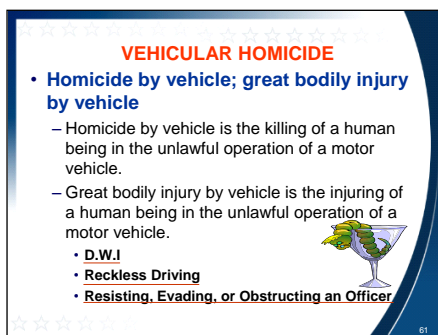 VEHICULAR HOMICIDE
• Homicide by vehicle; great bodily injury
by vehicle
– Homicide by vehicle is the killing of a human
being in the unlawful operation of a motor
vehicle.
– Great bodily injury by vehicle is the injuring of
a human being in the unlawful operation of a
motor vehicle.
• D.W.I
• Reckless Driving
• Resisting, Evading, or Obstructing an Officer
61